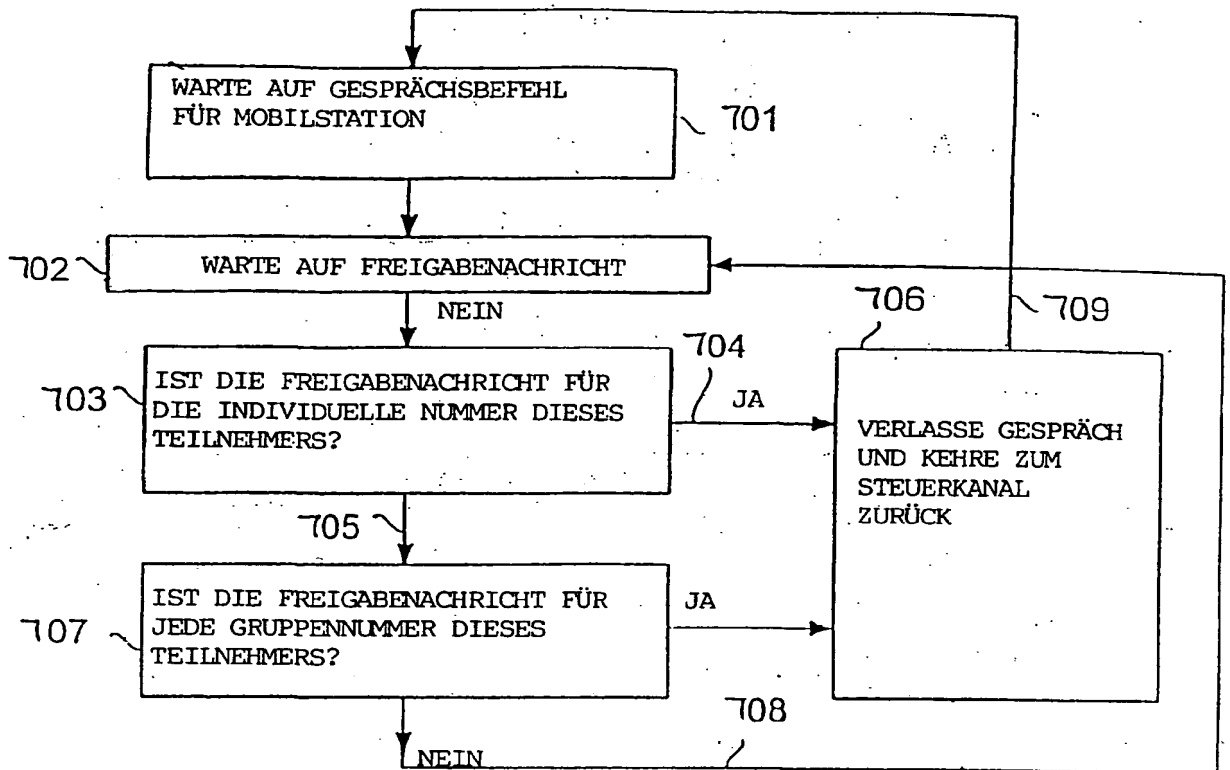 WARTE AUF GESPRÄCHSBEFEHL
FÜR MOBILSTATION
701
702
WARTE AUF FREIGABENACHRICHT
NEIN
706
709
703
IST DIE FREIGABENACHRICHT FÜR
DIE INDIVIDUELLE NUMMER DIESES
TEILNEHMERS?
704
JA
VERLASSE GESPRÄCH
UND KEHRE ZUM
STEUERKANAL
ZURÜCK
705
707
IST DIE FREIGABENACHRICHT FÜR
JEDE GRUPPENNUMMER DIESES
TEILNEHMERS?
JA
NEIN
708